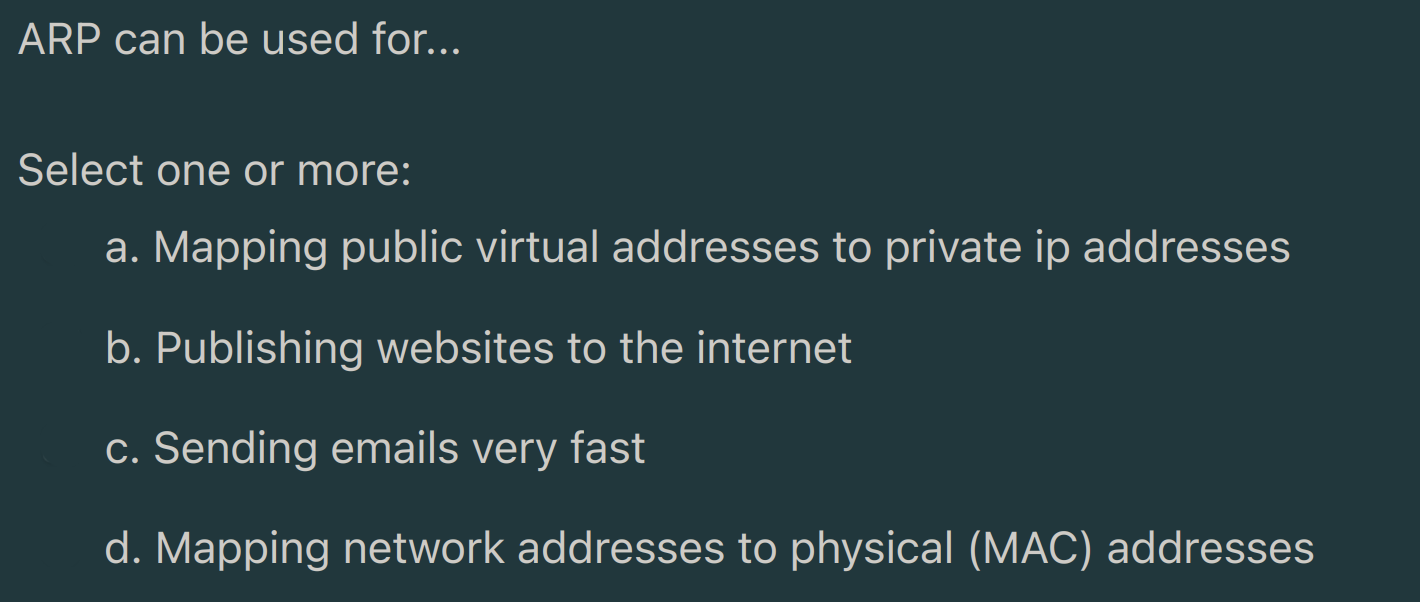 ARP can be used for...
Select one or more:
a. Mapping public virtual addresses to private ip addresses
b. Publishing websites to the internet
c. Sending emails very fast
d. Mapping network addresses to physical (MAC) addresses